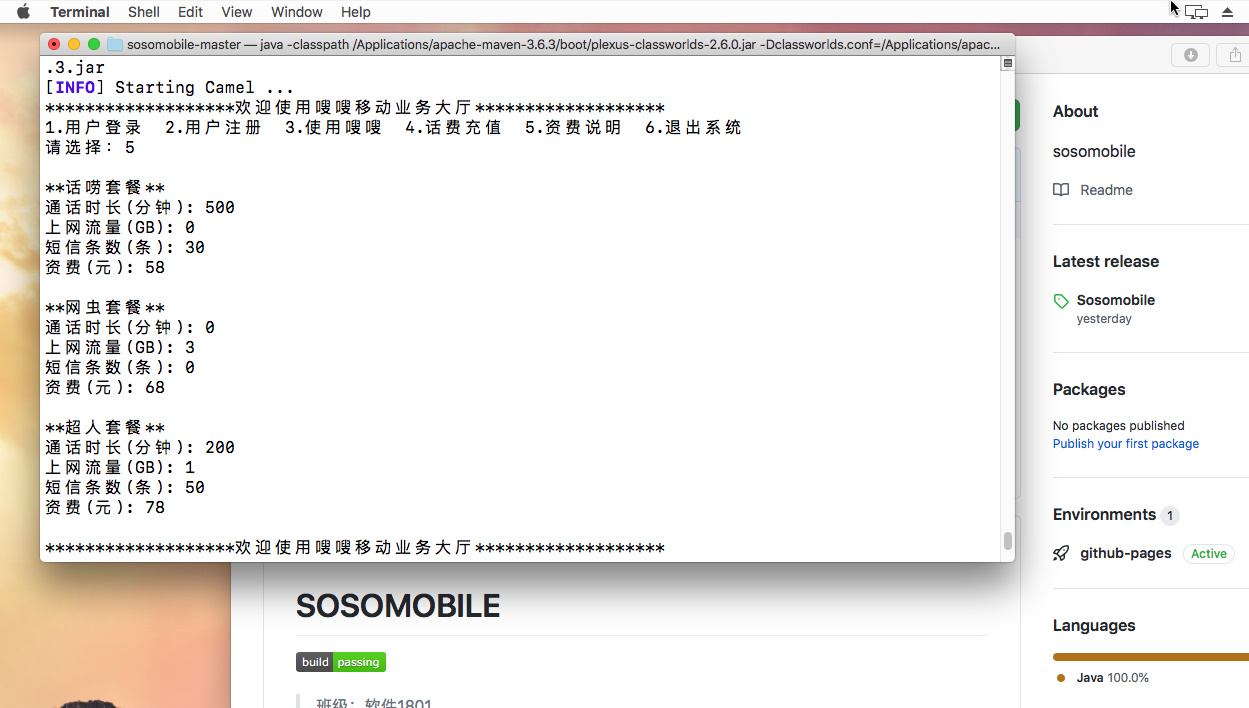 Terminal Shell Edit View Window Help
sosomobile-master — java -classpath /Applications/apache-maven-3.6.3/boot/plexus-classworlds-2.6.0.jar -Dclassworlds.conf=/Applications/apac...
.3.jar
[INFO] Starting Camel ...
*******************欢迎使用嗖嗖移动业务大厅*******************
1.用户登录 2.用户注册 3.使用嗖嗖 4.话费充值 5.资费说明 6.退出系统
请选择: 5
**话唠套餐**
通话时长(分钟): 500
上网流量(GB): 0
短信条数(条): 30
资费(元): 58
**网虫套餐**
通话时长(分钟): 0
上网流量(GB): 3
短信条数(条): 0
资费(元): 68
**超人套餐**
通话时长(分钟): 200
上网流量(GB): 1
短信条数(条): 50
资费(元): 78
*******************欢迎使用嗖嗖移动业务大厅*******************
SOSOMOBILE
build passing
班级: 软件1801
About
sosomobile
Readme
Latest release
Sosomobile
yesterday
Packages
No packages published
Publish your first package
Environments 1
github-pages Active
Languages
Java 100.0%